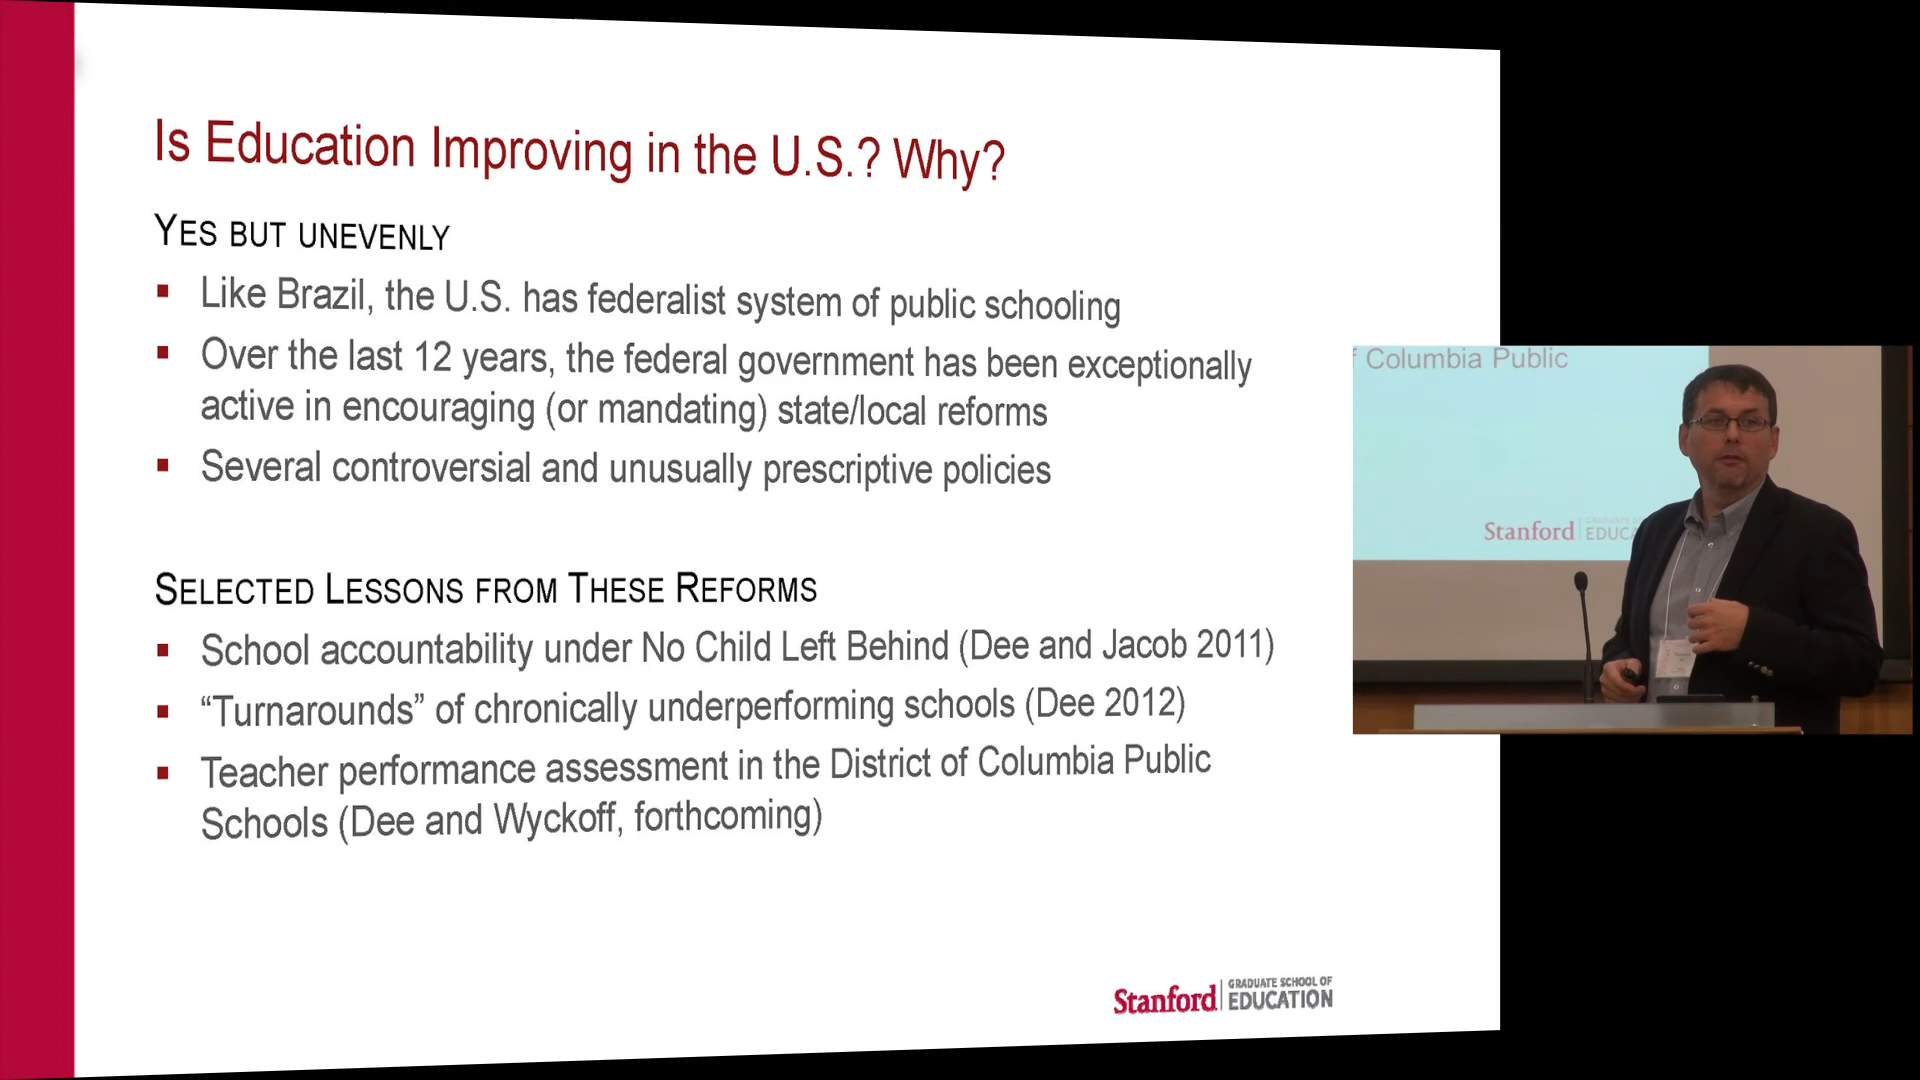 Is Education Improving in the U.S.? Why?
YES BUT UNEVENLY
▪ Like Brazil, the U.S. has federalist system of public schooling
▪ Over the last 12 years, the federal government has been exceptionally
active in encouraging (or mandating) state/local reforms
▪ Several controversial and unusually prescriptive policies
SELECTED LESSONS FROM THESE REFORMS
▪ School accountability under No Child Left Behind (Dee and Jacob 2011)
▪ “Turnarounds” of chronically underperforming schools (Dee 2012)
▪ Teacher performance assessment in the District of Columbia Public
Schools (Dee and Wyckoff, forthcoming)
Stanford GRADUATE SCHOOL OF
EDUCATION
f Columbia Public
Stanford